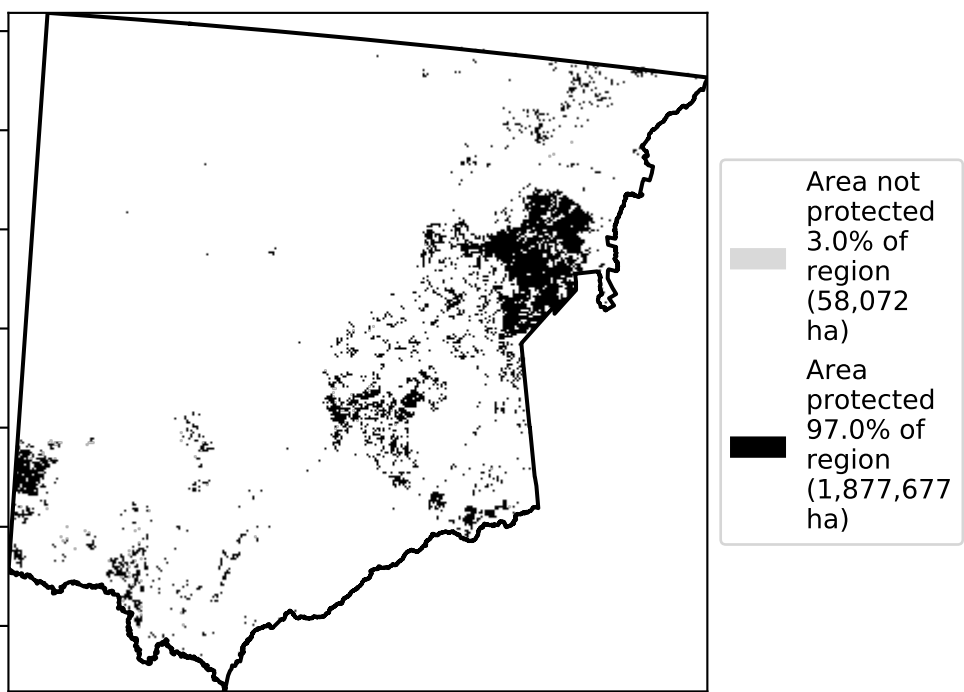 Area not
protected
3.0% of
region
(58,072
ha)
Area
protected
97.0% of
region
(1,877,677
ha)